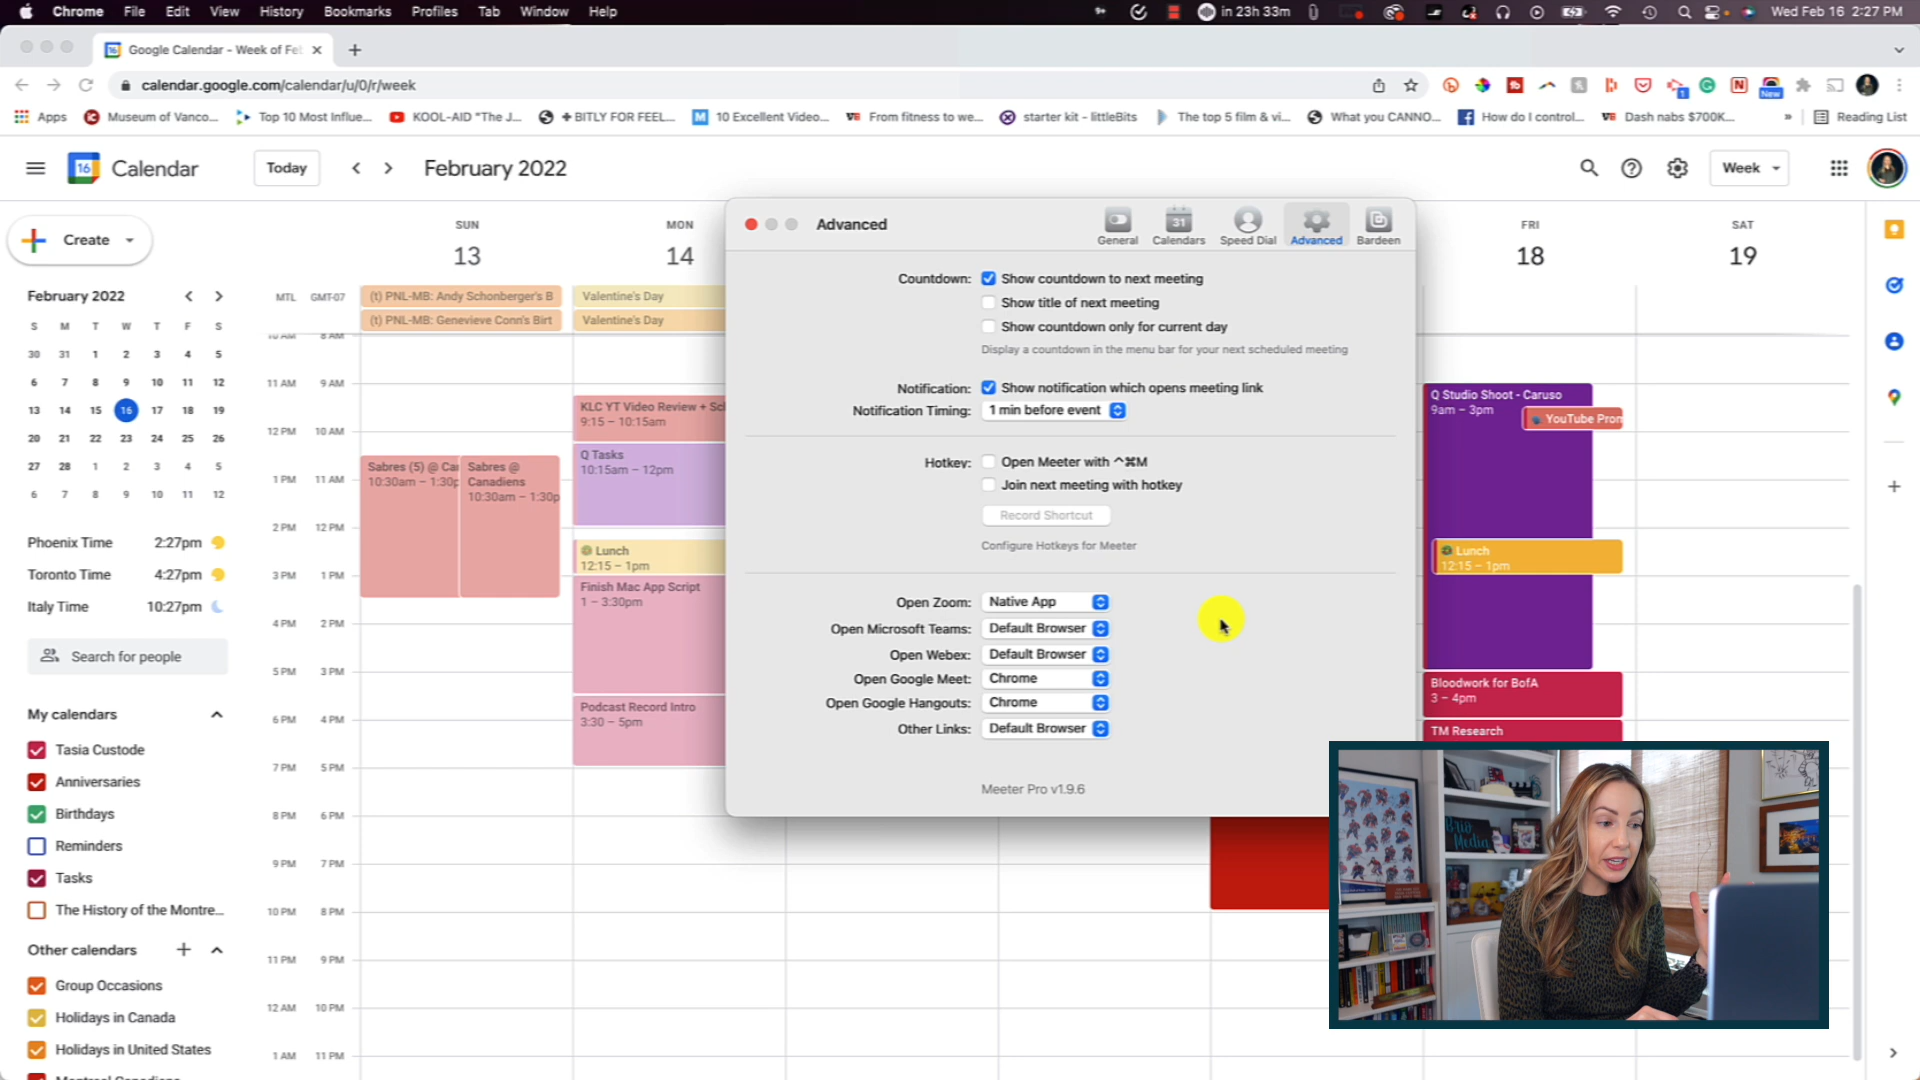 Chrome File Edit View History Bookmarks Profiles Tab Window Help in 23h 33m Wed Feb 16 2:27 PM
Google Calendar - Week of Fe
calendar.google.com/calendar/u/0/r/week
New
Apps Museum of Vanco... Top 10 Most Influe... KOOL-AID "The J... + BITLY FOR FEEL... 10 Excellent Video... From fitness to we... starter kit - littleBits The top 5 film & vi... What you CANNO... How do I control... Dash nabs $700K... » Reading List
16 Calendar Today February 2022 Week
Create
SUN 13
MON 14
FRI 18
SAT 19
February 2022
S M T W T F S
30 31 1 2 3 4 5
6 7 8 9 10 11 12
13 14 15 16 17 18 19
20 21 22 23 24 25 26
27 28 1 2 3 4 5
6 7 8 9 10 11 12
Phoenix Time 2:27pm
Toronto Time 4:27pm
Italy Time 10:27pm
Search for people
My calendars
Tasia Custode
Anniversaries
Birthdays
Reminders
Tasks
The History of the Montre...
Other calendars
Group Occasions
Holidays in Canada
Holidays in United States
MTL GMT-07
11 AM 9 AM
12 PM 10 AM
1 PM 11 AM
2 PM 12 PM
3 PM 1 PM
4 PM 2 PM
5 PM 3 PM
6 PM 4 PM
7 PM 5 PM
8 PM 6 PM
9 PM 7 PM
10 PM 8 PM
11 PM 9 PM
12 AM 10 PM
1 AM 11 PM
(t) PNL-MB: Andy Schonberger's B
(t) PNL-MB: Genevieve Conn's Birt
Sabres (5) @ Ca
10:30am – 1:30p
Sabres @
Canadiens
10:30am – 1:30p
Valentine's Day
Valentine's Day
KLC YT Video Review + Sc
9:15 – 10:15am
Q Tasks
10:15am – 12pm
Lunch
12:15 – 1pm
Finish Mac App Script
1 – 3:30pm
Podcast Record Intro
3:30 – 5pm
Advanced
General
31 Calendars
Speed Dial
Advanced
Bardeen
Countdown: Show countdown to next meeting
Show title of next meeting
Show countdown only for current day
Display a countdown in the menu bar for your next scheduled meeting
Notification: Show notification which opens meeting link
Notification Timing: 1 min before event
Hotkey: Open Meeter with ^⌘M
Join next meeting with hotkey
Record Shortcut
Configure Hotkeys for Meeter
Open Zoom: Native App
Open Microsoft Teams: Default Browser
Open Webex: Default Browser
Open Google Meet: Chrome
Open Google Hangouts: Chrome
Other Links: Default Browser
Meeter Pro v1.9.6
Q Studio Shoot - Caruso
9am – 3pm
YouTube Pron
Lunch
12:15 – 1pm
Bloodwork for BofA
3 – 4pm
TM Research
Brio
Media